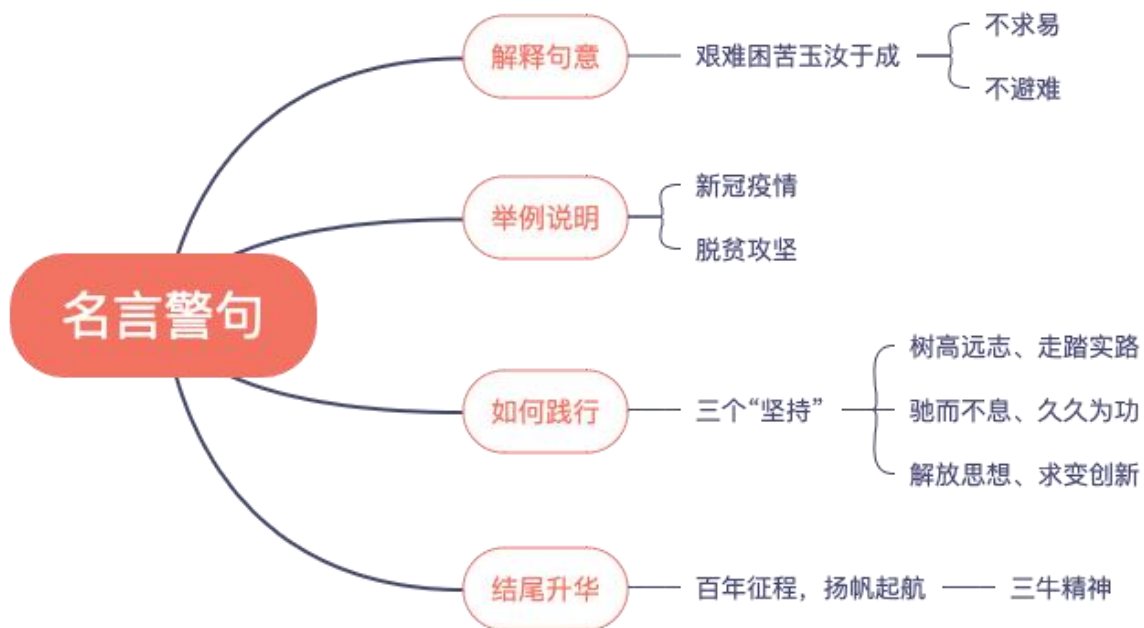 名言警句
解释句意
艰难困苦玉汝于成
不求易
不避难
举例说明
新冠疫情
脱贫攻坚
如何践行
三个“坚持”
树高远志、走踏实路
驰而不息、久久为功
解放思想、求变创新
结尾升华
百年征程，扬帆起航
三牛精神